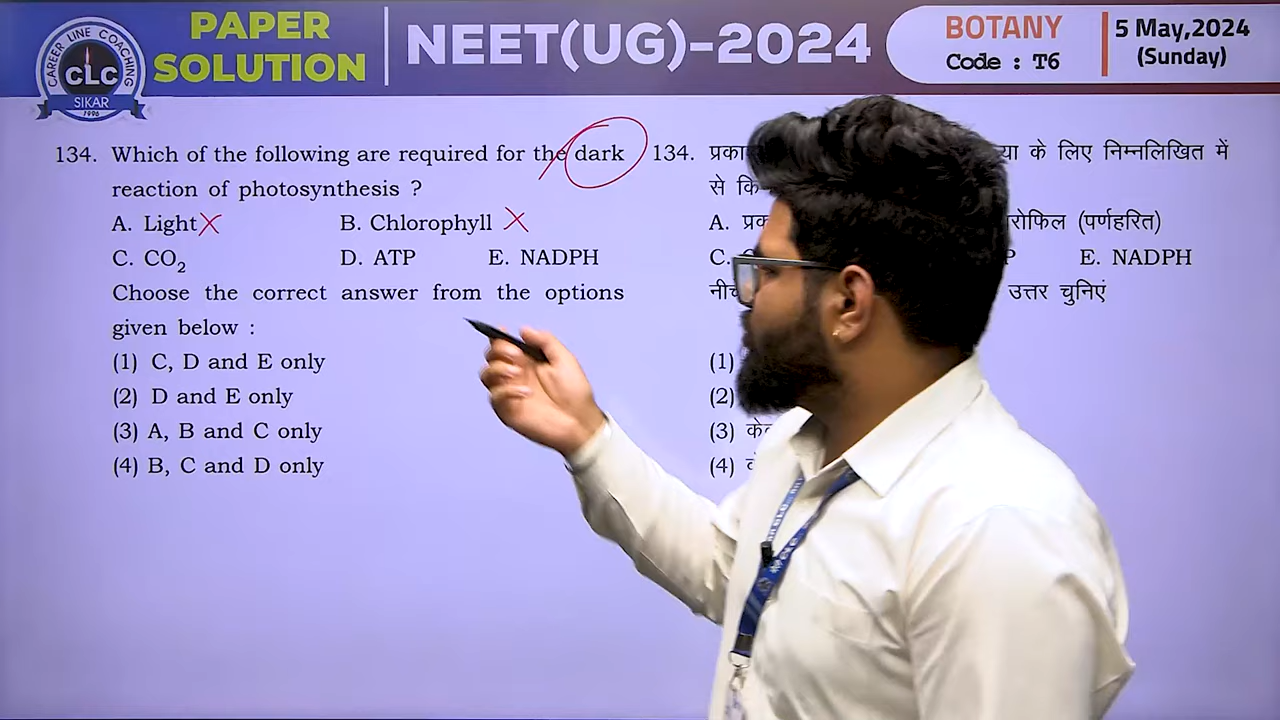 CAREER LINE COACHING
CLC
SIKAR
1996
PAPER
SOLUTION
NEET(UG)-2024
BOTANY
Code : T6
5 May,2024
(Sunday)
134. Which of the following are required for the dark
reaction of photosynthesis ?
A. Light X B. Chlorophyll X
C. CO2 D. ATP E. NADPH
Choose the correct answer from the options
given below :
(1) C, D and E only
(2) D and E only
(3) A, B and C only
(4) B, C and D only
134. के लिए निम्नलिखित में
से
A. (पर्णहरित)
C. E. NADPH
उत्तर चुनिएं
(1)
(2)
(3)
(4)